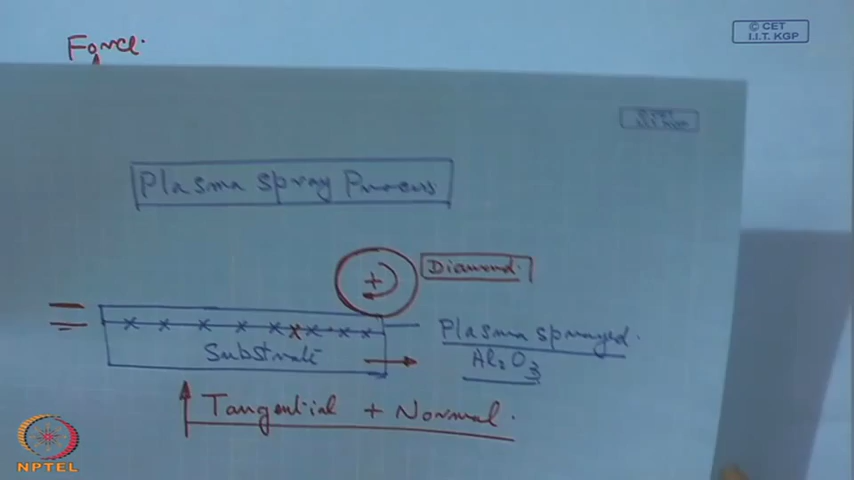 © CET
I.I.T. KGP
Force
Plasma Spray Process
Diamond
Plasma sprayed
Al2O3
Substrate
Tangential + Normal
NPTEL